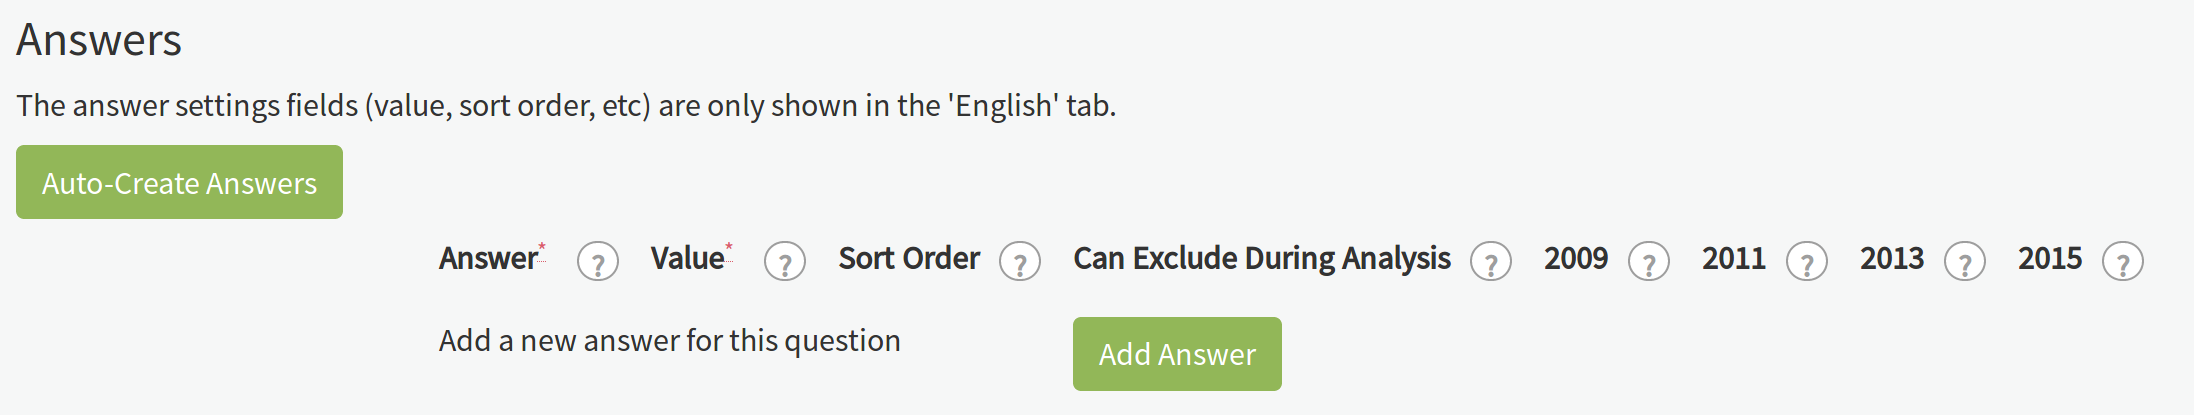 Answers
The answer settings fields (value, sort order, etc) are only shown in the 'English' tab.
Auto-Create Answers
Answer* ? Value* ? Sort Order ? Can Exclude During Analysis ? 2009 ? 2011 ? 2013 ? 2015 ?
Add a new answer for this question Add Answer